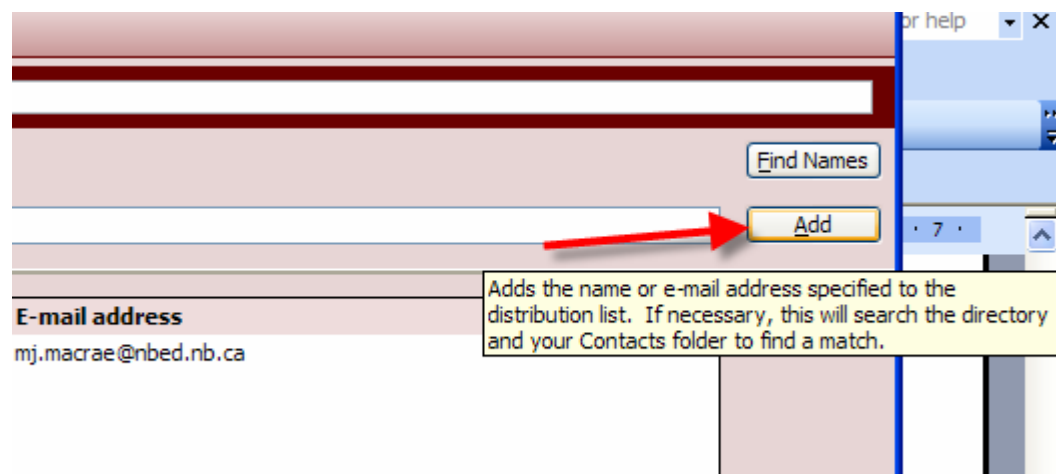 or help
Find Names
Add
7
Adds the name or e-mail address specified to the
distribution list. If necessary, this will search the directory
and your Contacts folder to find a match.
E-mail address
mj.macrae@nbed.nb.ca